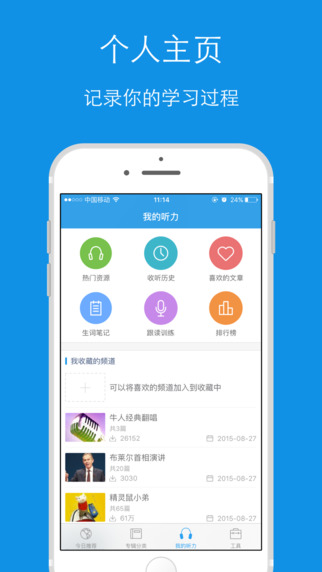 个人主页
记录你的学习过程
中国移动 11:14 24%
我的听力
热门资源 收听历史 喜欢的文章
生词笔记 跟读训练 排行榜
我收藏的频道
可以将喜欢的频道加入到收藏中
牛人经典翻唱
共3篇
26152 2015-08-27
布莱尔首相演讲
共20篇
3030 2015-08-27
精灵鼠小弟
共65篇
61万 2015-08-27
今日推荐 专辑分类 我的听力 工具